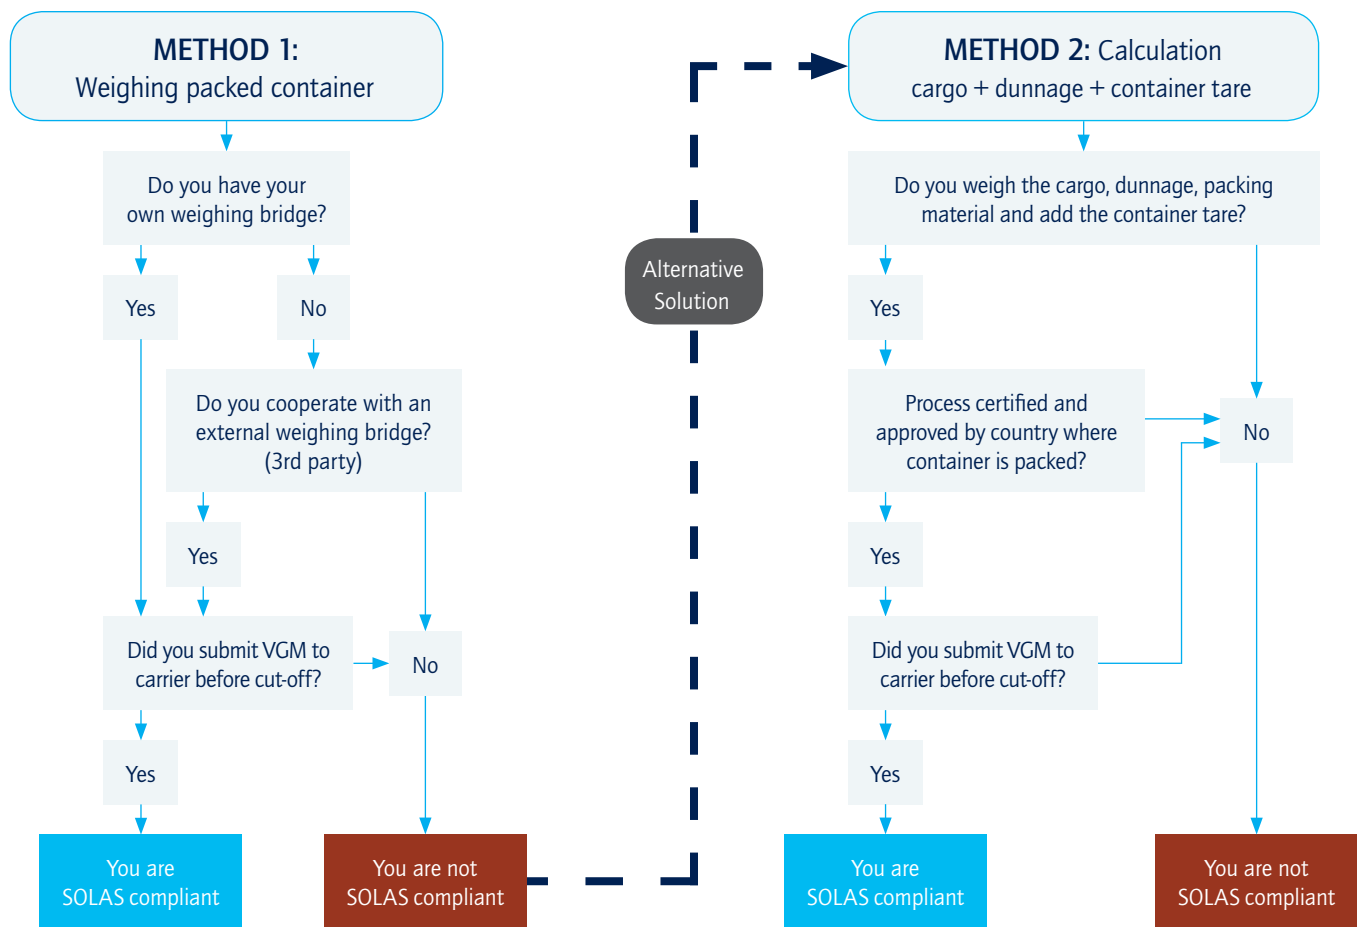 METHOD 1:
Weighing packed container
Do you have your
own weighing bridge?
Yes
No
Do you cooperate with an
external weighing bridge?
(3rd party)
Yes
Did you submit VGM to
carrier before cut-off?
No
Yes
You are
SOLAS compliant
You are not
SOLAS compliant
Alternative
Solution
METHOD 2: Calculation
cargo + dunnage + container tare
Do you weigh the cargo, dunnage, packing
material and add the container tare?
Yes
Process certified and
approved by country where
container is packed?
No
Yes
Did you submit VGM to
carrier before cut-off?
Yes
You are
SOLAS compliant
You are not
SOLAS compliant